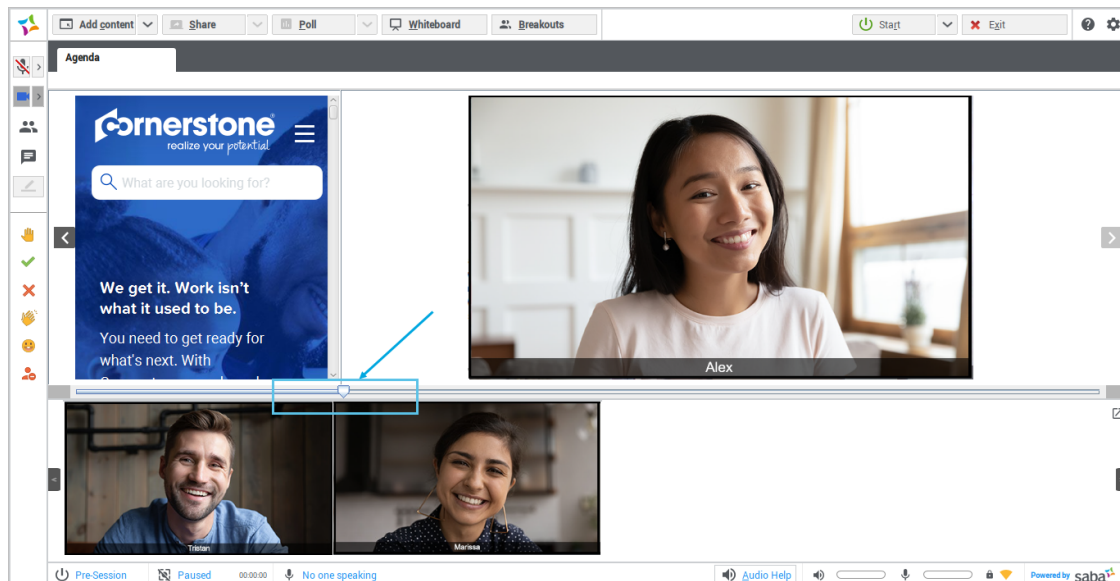 Add content
Share
Poll
Whiteboard
Breakouts
Start
Exit
Agenda
Cornerstone
realize your potential
What are you looking for?
We get it. Work isn't
what it used to be.
You need to get ready for
what's next. With
Alex
Tristan
Marissa
Pre-Session
Paused
00:00:00
No one speaking
Audio Help
Powered by saba